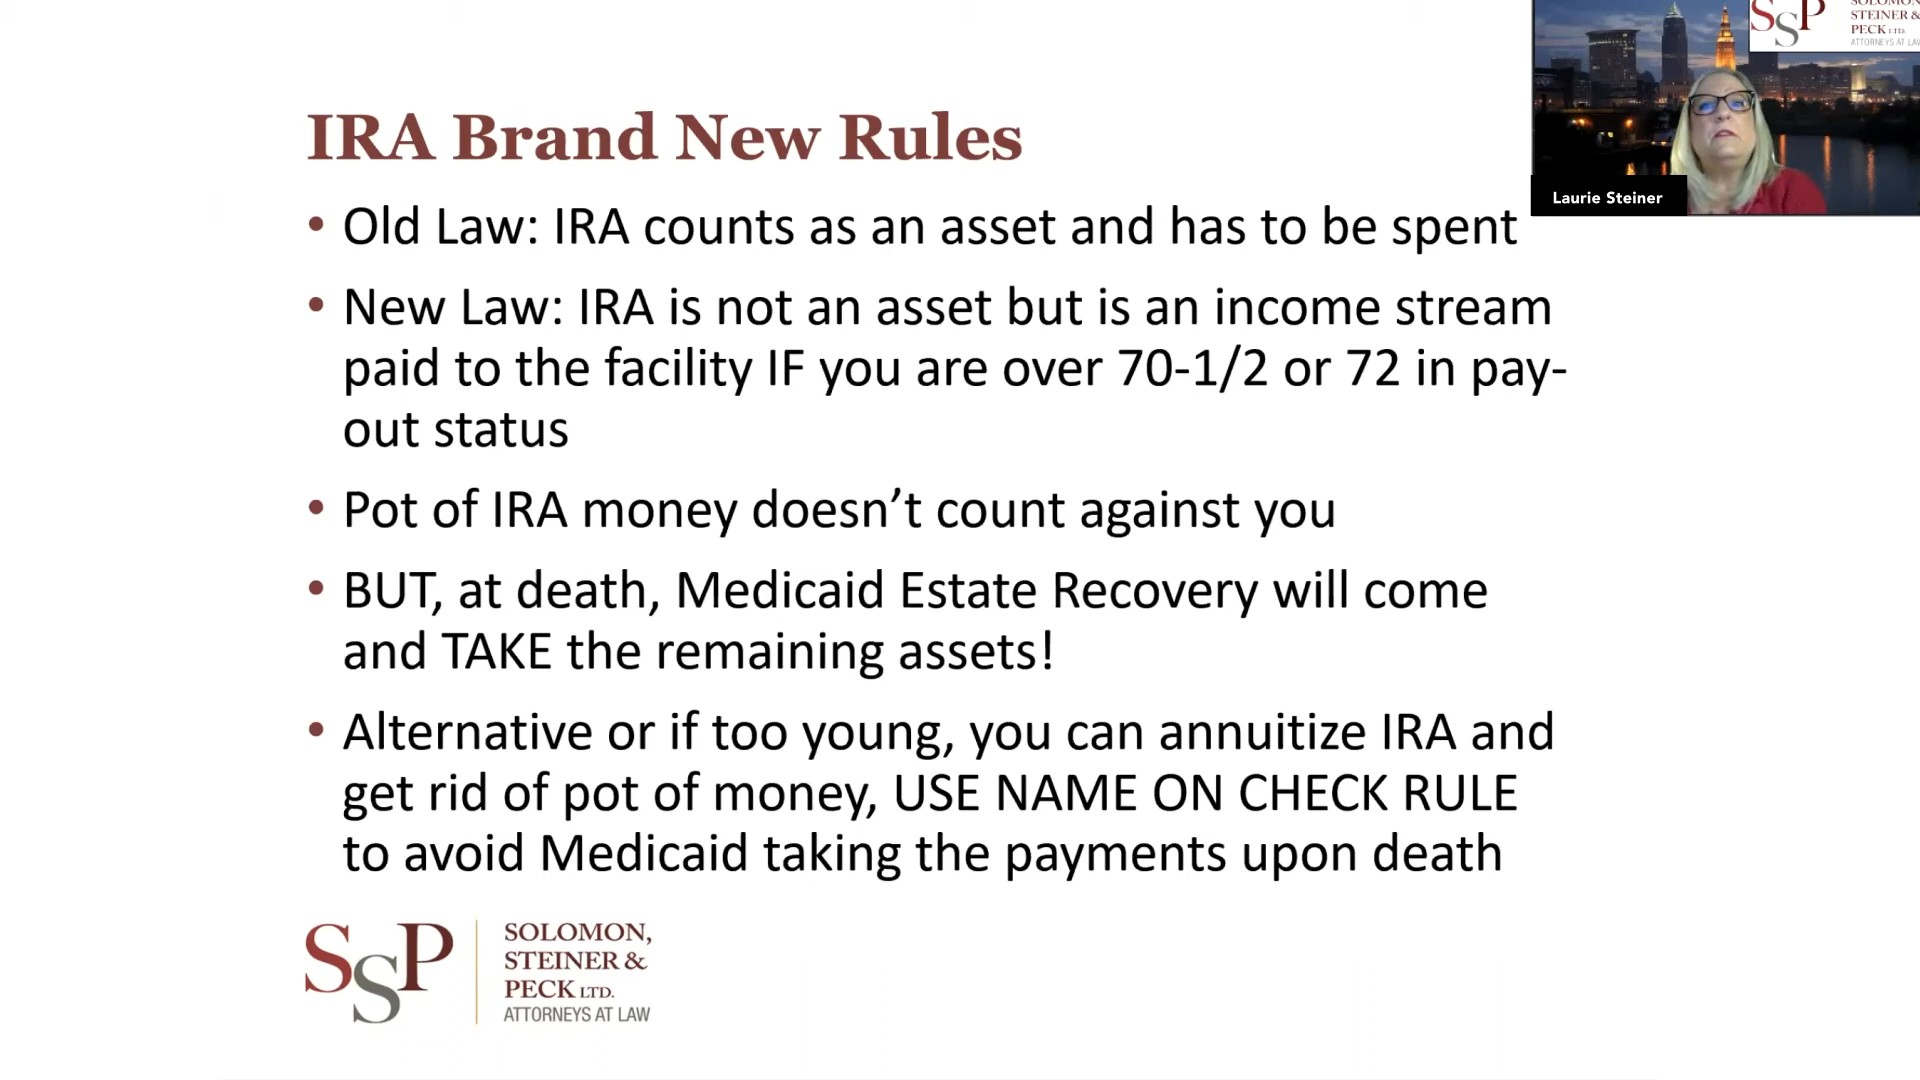 SSP
SOLOMON,
STEINER &
PECK LTD.
ATTORNEYS AT LAW
Laurie Steiner
IRA Brand New Rules
• Old Law: IRA counts as an asset and has to be spent
• New Law: IRA is not an asset but is an income stream
paid to the facility IF you are over 70-1/2 or 72 in pay-
out status
• Pot of IRA money doesn’t count against you
• BUT, at death, Medicaid Estate Recovery will come
and TAKE the remaining assets!
• Alternative or if too young, you can annuitize IRA and
get rid of pot of money, USE NAME ON CHECK RULE
to avoid Medicaid taking the payments upon death
SSP
SOLOMON,
STEINER &
PECK LTD.
ATTORNEYS AT LAW